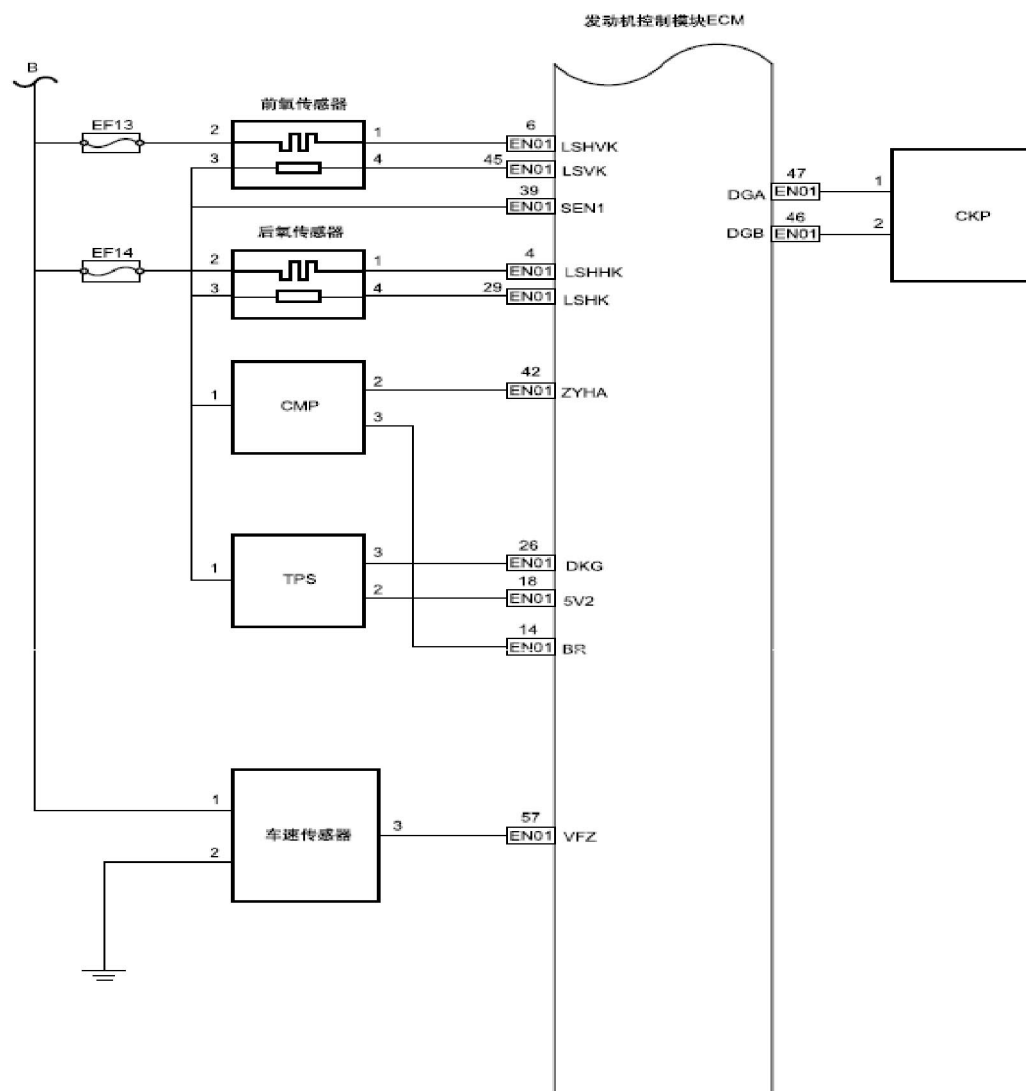 发动机控制模块ECM
B
前氧传感器
EF13
2
1
6
EN01
LSHVK
3
4
45
EN01
LSVK
39
EN01
SEN1
47
EN01
DGA
1
CKP
46
EN01
DGB
2
后氧传感器
EF14
2
1
4
EN01
LSHHK
3
4
29
EN01
LSHK
1
CMP
2
42
EN01
ZYHA
3
1
TPS
3
26
EN01
DKG
2
18
EN01
5V2
14
EN01
BR
1
车速传感器
2
3
57
EN01
VFZ